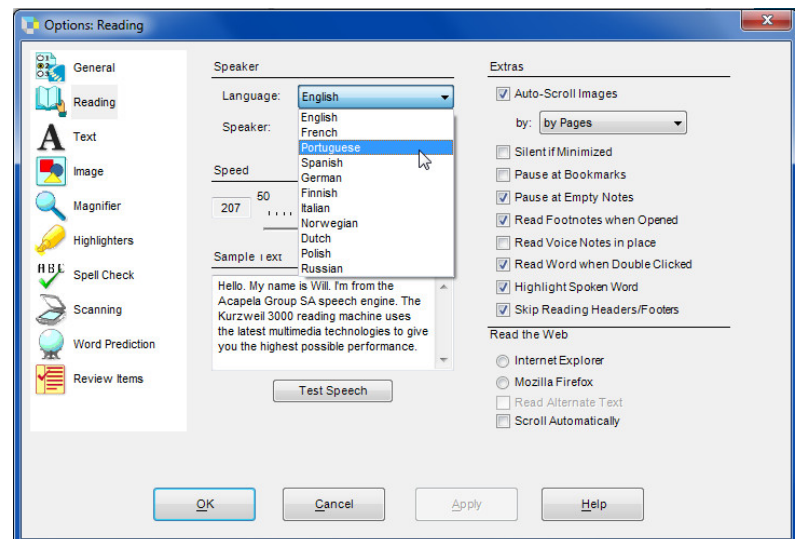 Options: Reading
General
Reading
Text
Image
Magnifier
Highlighters
ABC Spell Check
Scanning
Word Prediction
Review Items
Speaker
Language: English
English
French
Portuguese
Spanish
German
Finnish
Italian
Norwegian
Dutch
Polish
Russian
Speaker:
Speed
207 50
Sample Text
Hello. My name is Will. I'm from the
Acapela Group SA speech engine. The
Kurzweil 3000 reading machine uses
the latest multimedia technologies to give
you the highest possible performance.
Test Speech
Extras
Auto-Scroll Images
by: by Pages
Silent if Minimized
Pause at Bookmarks
Pause at Empty Notes
Read Footnotes when Opened
Read Voice Notes in place
Read Word when Double Clicked
Highlight Spoken Word
Skip Reading Headers/Footers
Read the Web
Internet Explorer
Mozilla Firefox
Read Alternate Text
Scroll Automatically
OK Cancel Apply Help